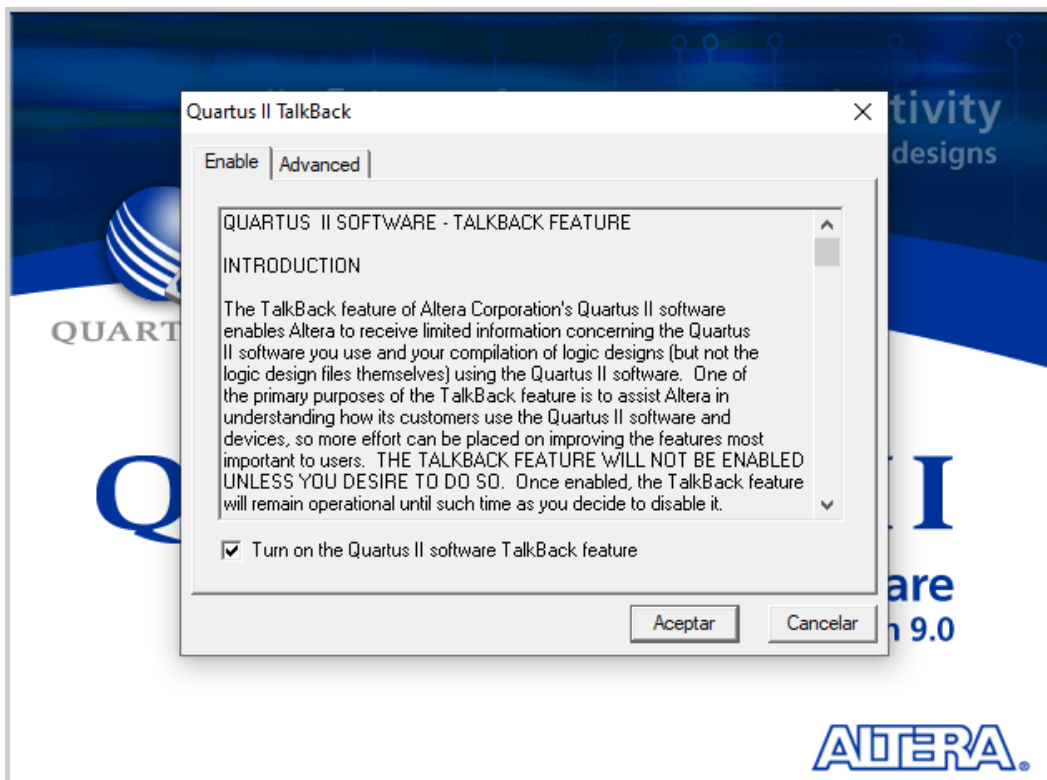 tivity
designs
Quartus II TalkBack
Enable
Advanced
QUARTUS II SOFTWARE - TALKBACK FEATURE
INTRODUCTION
The TalkBack feature of Altera Corporation's Quartus II software
enables Altera to receive limited information concerning the Quartus
II software you use and your compilation of logic designs (but not the
logic design files themselves) using the Quartus II software. One of
the primary purposes of the TalkBack feature is to assist Altera in
understanding how its customers use the Quartus II software and
devices, so more effort can be placed on improving the features most
important to users. THE TALKBACK FEATURE WILL NOT BE ENABLED
UNLESS YOU DESIRE TO DO SO. Once enabled, the TalkBack feature
will remain operational until such time as you decide to disable it.
Turn on the Quartus II software TalkBack feature
Aceptar
Cancelar
QUART
Q
II
are
n 9.0
ALTERA®